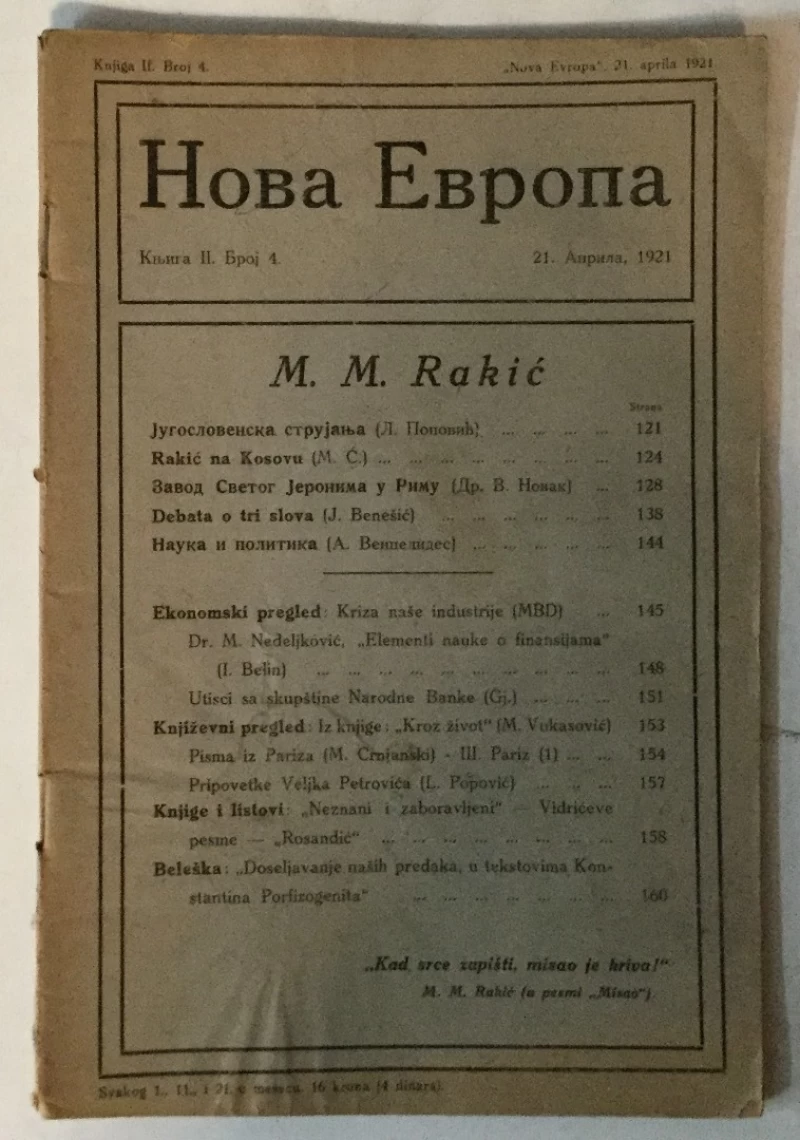 Knjiga II. Broj 4.
„Nova Evropa“. 21. aprila 1921
Нова Европа
Књига II. Број 4.
21. Априла, 1921
M. M. Rakić
Strana
Југословенска струјања (Л. Поповић) ... ... ... ... 121
Rakić na Kosovu (M. Ć.) ... ... ... ... ... ... ... ... 124
Завод Светог Јеронима у Риму (Др. В. Новак) ... 128
Debata o tri slova (J. Benešić) ... ... ... ... ... ... 138
Наука и политика (А. Венцелидес) ... ... ... ... ... 144
Ekonomski pregled: Kriza naše industrije (MBD) ... 145
Dr. M. Nedeljković, „Elementi nauke o finansijama“
(I. Belin) ... ... ... ... ... ... ... ... ... ... 148
Utisci sa skupštine Narodne Banke (Gj.) ... ... ... 151
Književni pregled: Iz knjige: „Kroz život“ (M. Vukasović) 153
Pisma iz Pariza (M. Crnjanski) - III. Pariz (1) ... ... 154
Pripovetke Veljka Petrovića (L. Popović) ... ... ... 157
Knjige i listovi: „Neznani i zaboravljeni“ — Vidrićeve
pesme — „Rosandić“ ... ... ... ... ... ... ... ... 158
Beleška: „Doseljavanje naših predaka, u tekstovima Kon-
stantina Porfirogenita“ ... ... ... ... ... ... ... 160
„Kad srce zapišti, misao je kriva!“
M. M. Rakić (u pesmi „Misao“)
Svakog 1., 11., i 21. u mesecu. 16 kruna (4 dinara).